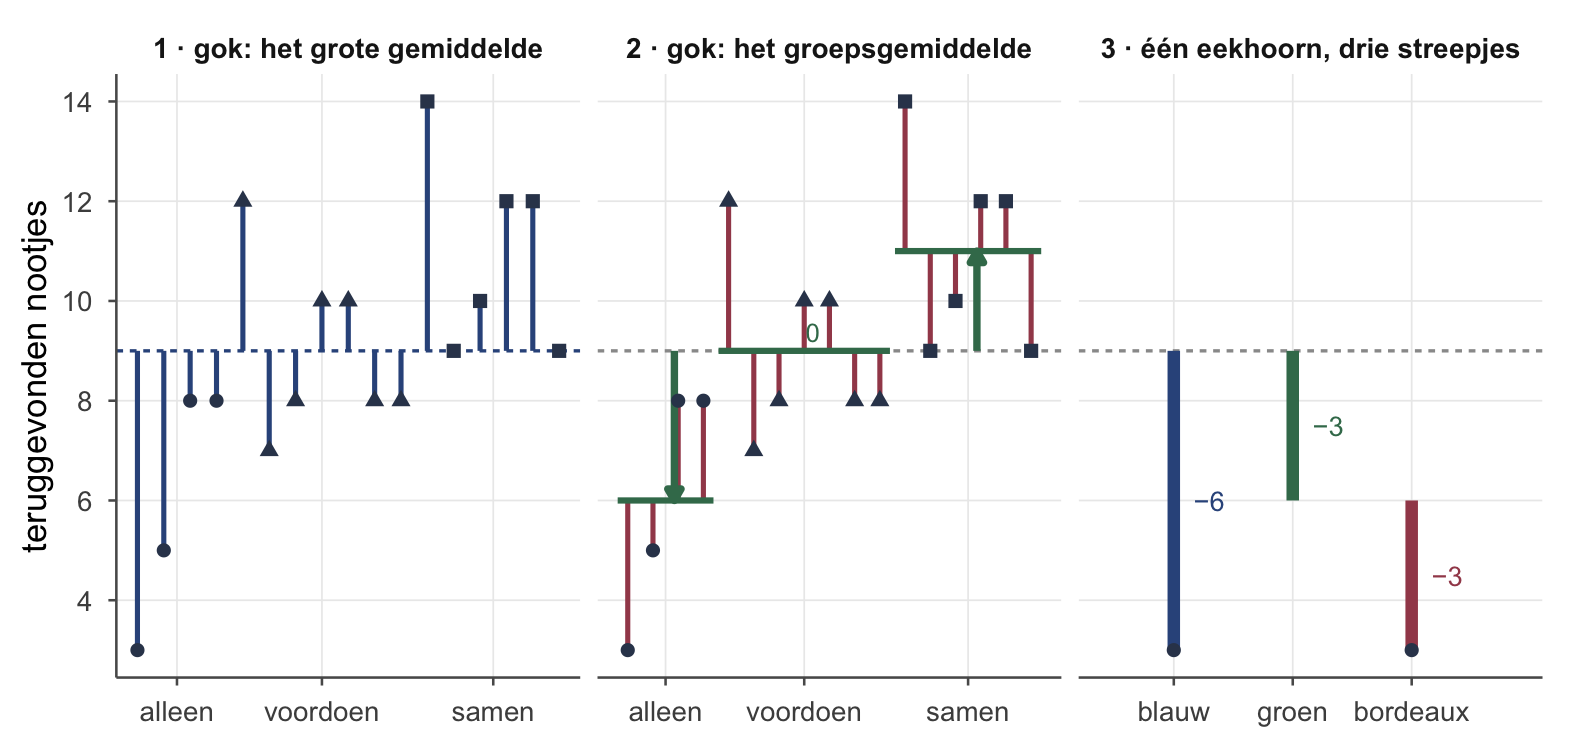 1 · gok: het grote gemiddelde
2 · gok: het groepsgemiddelde
3 · één eekhoorn, drie streepjes
teruggevonden nootjes
14
12
10
8
6
4
0
−3
−6
−3
alleen
voordoen
samen
alleen
voordoen
samen
blauw
groen
bordeaux